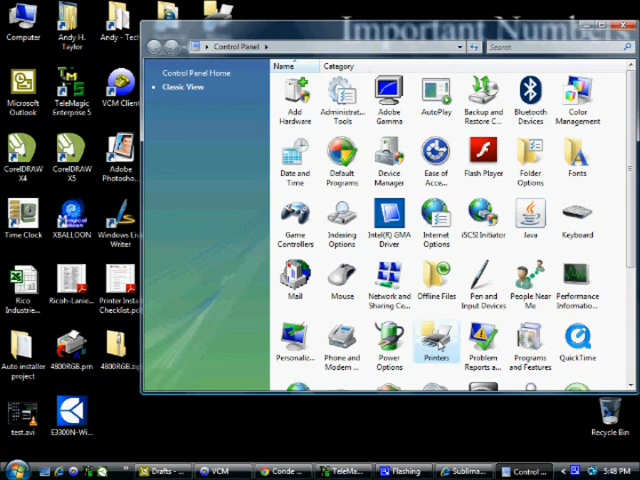 Important Number
Computer
Andy H.
Taylor
Andy - Tech
Microsoft
Outlook
TeleMagic
Enterprise 5
VCM Client
CorelDRAW
X4
CorelDRAW
X5
Adobe
Photosho...
Time Clock
XBALLOON
Windows Live
Writer
Rico
Industrie...
Ricoh-Lanie...
Printer Instal
Checklist.pdf
Auto installer
project
4800RGB.prn
4800RGB.zip
test.avi
E3300N-Wi...
Recycle Bin
Control Panel
Search
Control Panel Home
Classic View
Name
Category
Add
Hardware
Administrat...
Tools
Adobe
Gamma
AutoPlay
Backup and
Restore C...
Bluetooth
Devices
Color
Management
Date and
Time
Default
Programs
Device
Manager
Ease of
Acce...
Flash Player
Folder
Options
Fonts
Game
Controllers
Indexing
Options
Intel(R) GMA
Driver
Internet
Options
iSCSI Initiator
Java
Keyboard
Mail
Mouse
Network and
Sharing Ce...
Offline Files
Pen and
Input Devices
People Near
Me
Performance
Informatio...
Personaliz...
Phone and
Modem ...
Power
Options
Printers
Problem
Reports a...
Programs
and Features
QuickTime
Drafts - ...
VCM
Conde ...
TeleMa...
Flashing
Sublima...
Control ...
5:48 PM